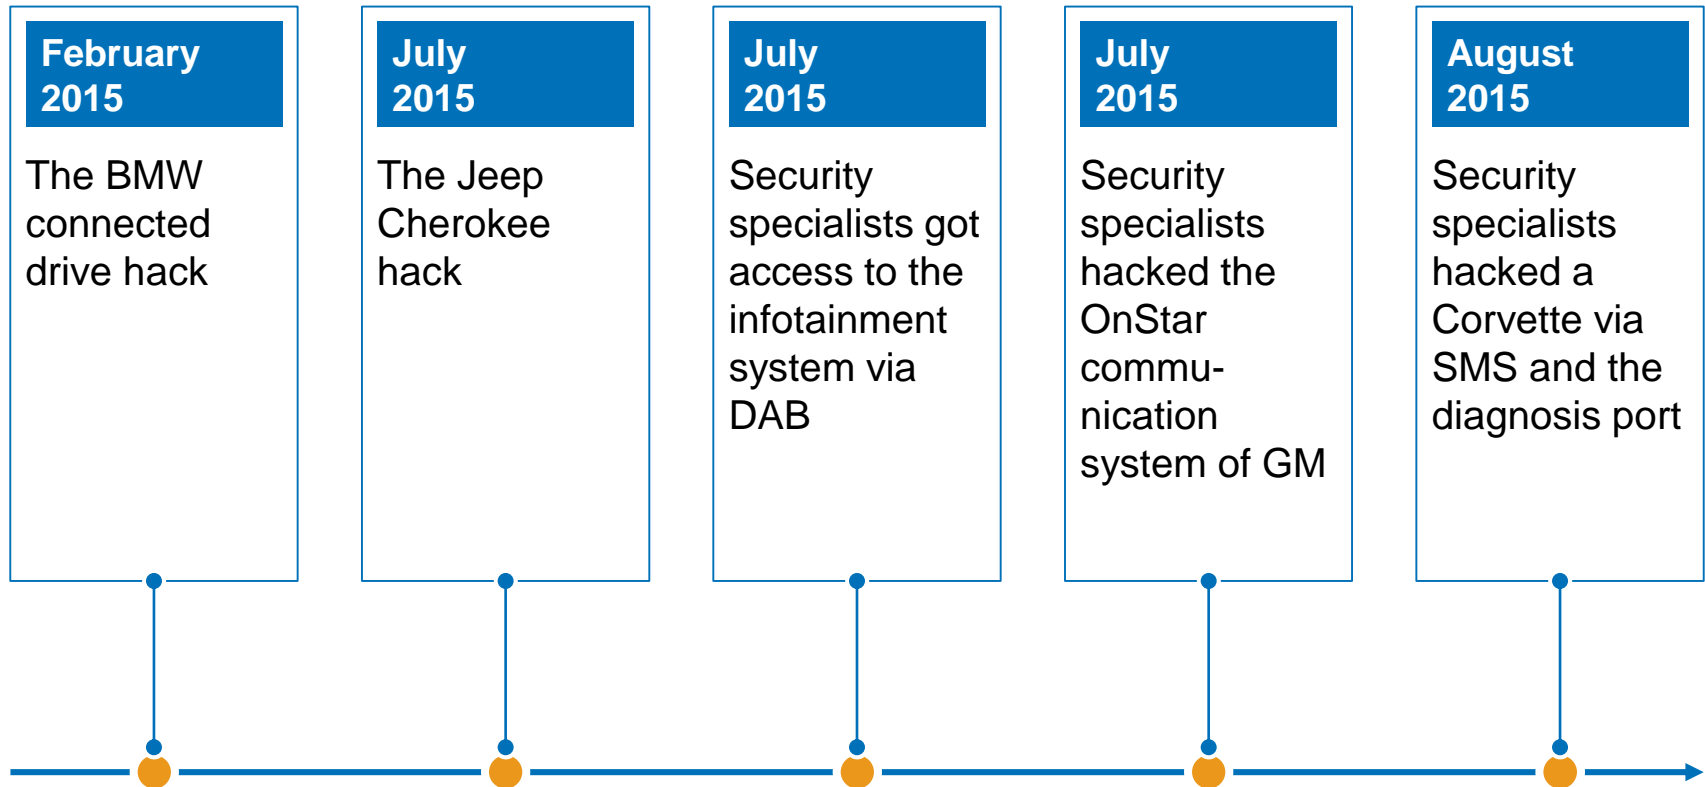 February
2015
The BMW
connected
drive hack
July
2015
The Jeep
Cherokee
hack
July
2015
Security
specialists got
access to the
infotainment
system via
DAB
July
2015
Security
specialists
hacked the
OnStar
commu-
nication
system of GM
August
2015
Security
specialists
hacked a
Corvette via
SMS and the
diagnosis port